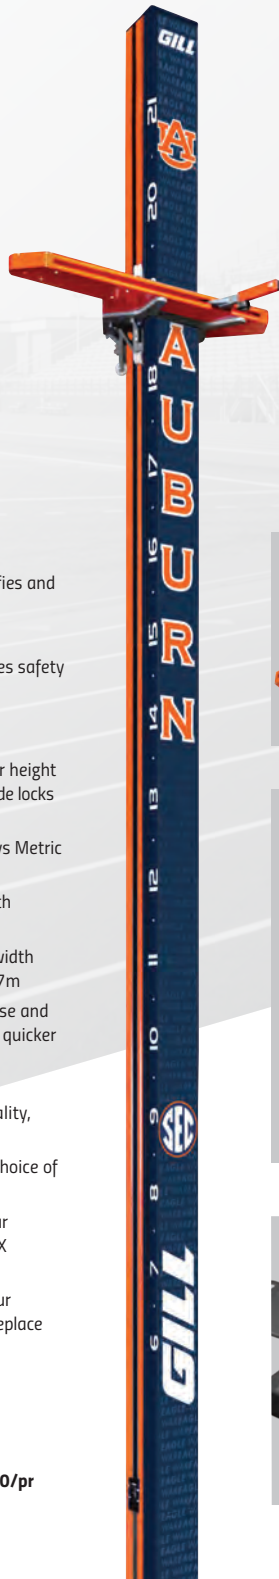 GILL
AU
21
20
18
AUBURN
17
16
15
14
13
12
11
10
9
SEC
8
7
6
GILL
fies and
es safety
r height
de locks
vs Metric
th
width
7m
se and
quicker
ality,
hoice of
ur
X
ur
eplace
0/pr